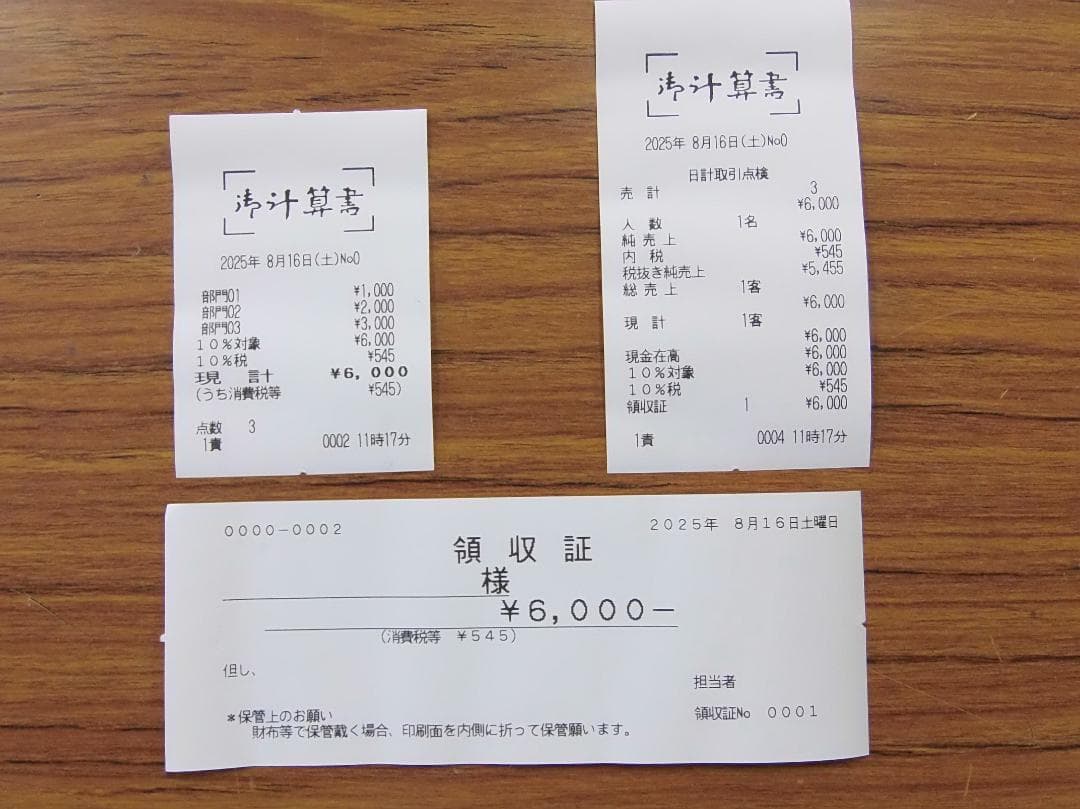 御計算書
2025年 8月16日(土)No0
部門01 ¥1,000
部門02 ¥2,000
部門03 ¥3,000
10%対象 ¥6,000
10%税 ¥545
現 計 ¥6,000
(うち消費税等 ¥545)
点数 3
1責 0002 11時17分
御計算書
2025年 8月16日(土)No0
日計取引点検
売 計 3
¥6,000
人 数 1名
純売上 ¥6,000
内 税 ¥545
税抜き純売上 ¥5,455
総売上 1客
¥6,000
現 計 1客
¥6,000
現金在高 ¥6,000
10%対象 ¥6,000
10%税 ¥545
領収証 1 ¥6,000
1責 0004 11時17分
0000-0002 2025年 8月16日土曜日
領 収 証
様
¥6,000-
(消費税等 ¥545)
但し、
担当者
*保管上のお願い 領収証No 0001
財布等で保管戴く場合、印刷面を内側に折って保管願います。